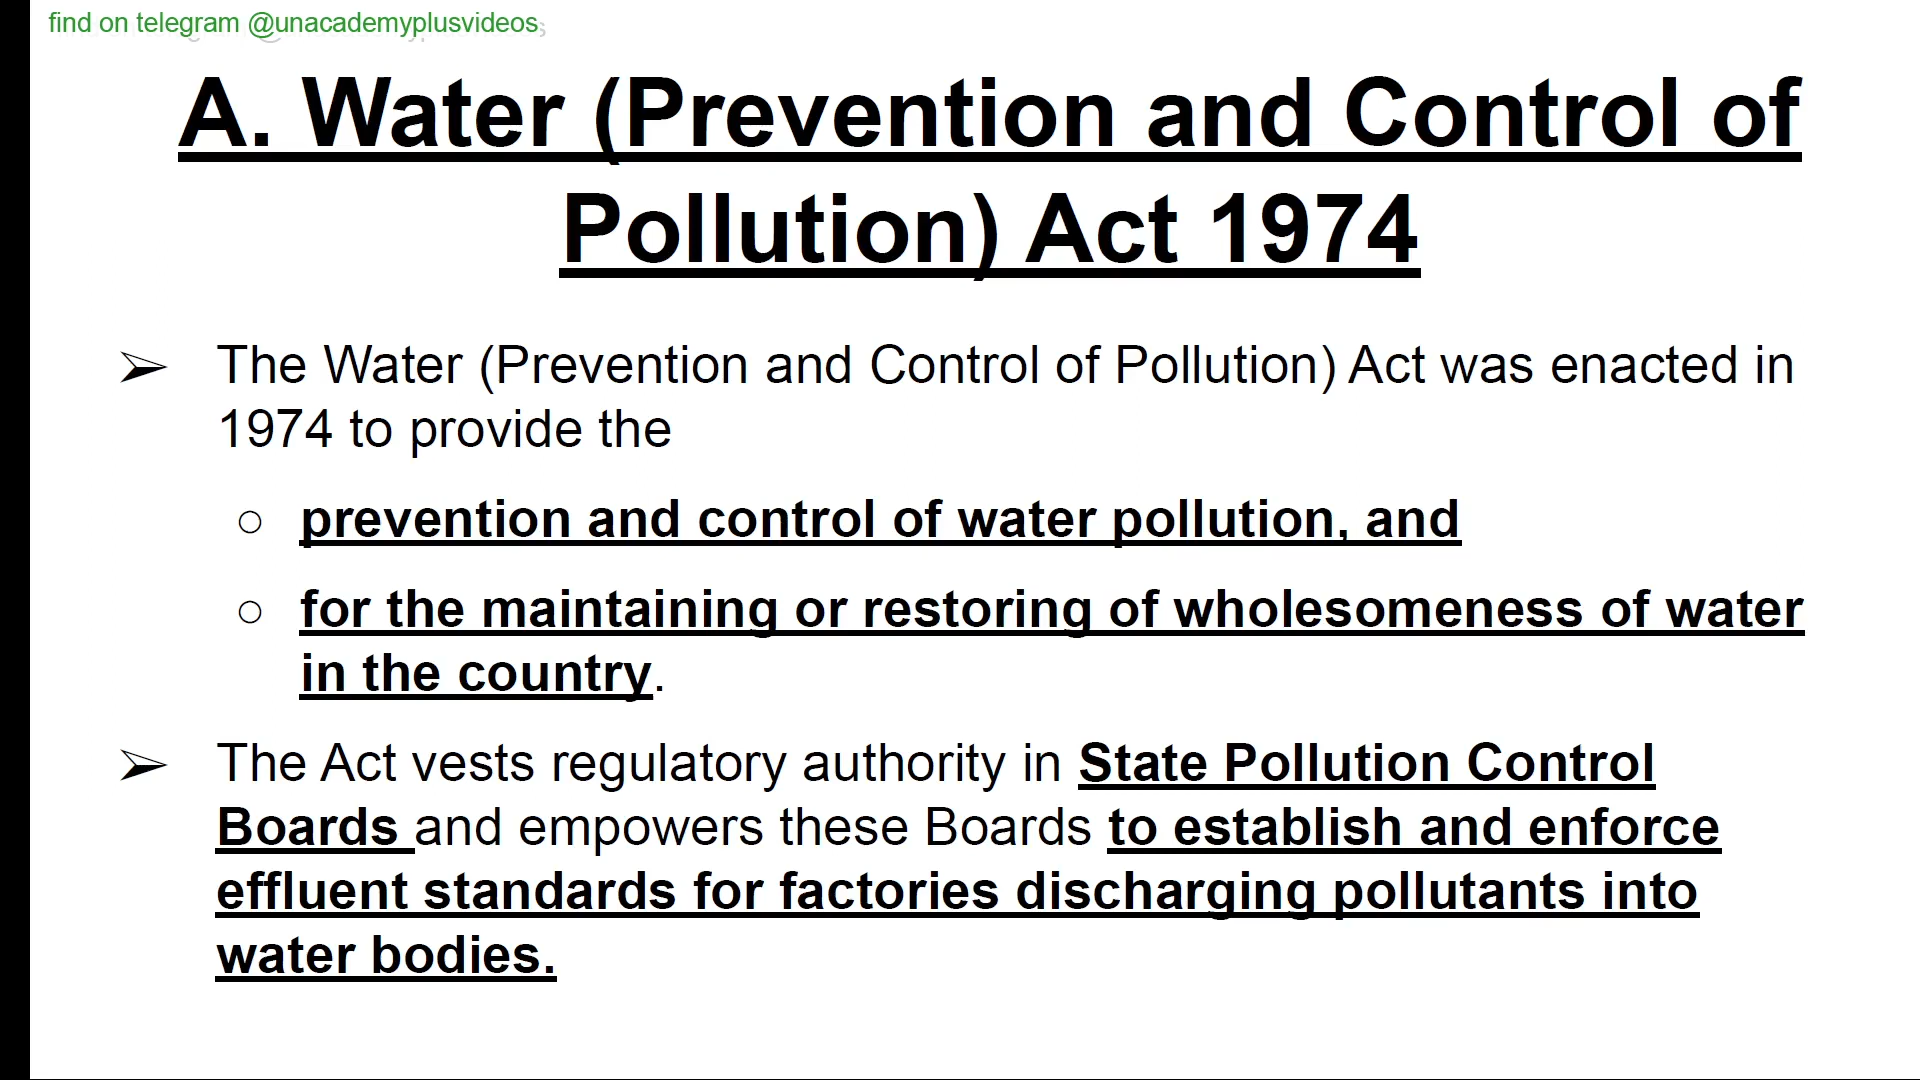 find on telegram @unacademyplusvideos
A. Water (Prevention and Control of
Pollution) Act 1974
➢ The Water (Prevention and Control of Pollution) Act was enacted in
1974 to provide the
○ prevention and control of water pollution, and
○ for the maintaining or restoring of wholesomeness of water
in the country.
➢ The Act vests regulatory authority in State Pollution Control
Boards and empowers these Boards to establish and enforce
effluent standards for factories discharging pollutants into
water bodies.